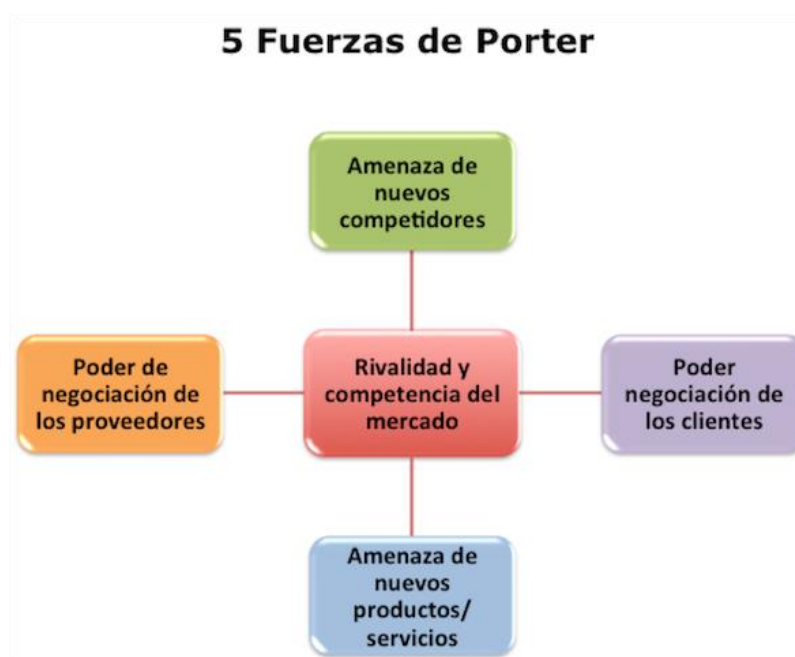 5 Fuerzas de Porter
Amenaza de
nuevos
competidores
Poder de
negociación de
los proveedores
Rivalidad y
competencia del
mercado
Poder
negociación de
los clientes
Amenaza de
nuevos
productos/
servicios